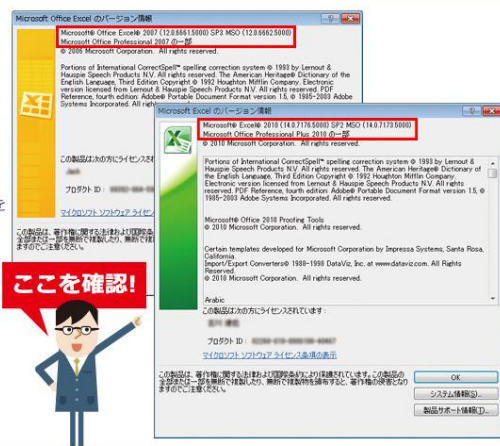 Microsoft Office Excel のバージョン情報
Microsoft® Office Excel® 2007 (12.0.6661.5000) SP3 MSO (12.0.6662.5000)
Microsoft Office Professional 2007 の一部
© 2006 Microsoft Corporation. All rights reserved.
Portions of International CorrectSpell™ spelling correction system © 1993 by Lernout &
Hauspie Speech Products N.V. All rights reserved. The American Heritage® Dictionary of the
English Language, Third Edition Copyright © 1992 Houghton Mifflin Company.
Electronic version licensed from Lernout & Hauspie Speech Products N.V. All rights reserved. PDF
Reference, fourth edition: Adobe® Portable Document Format version 1.5, © 1985-2003 Adobe
Systems Incorporated. All
この製品は次の方にライセンスされ
プロダクト ID :
マイクロソフト ソフトウェア ライセン
この製品は、著作権に関する法律および国際条
全部または一部を無断で複製したり、無断で複
ますのでご注意ください。
を
Microsoft Excel のバージョン情報
Microsoft® Excel® 2010 (14.0.7176.5000) SP2 MSO (14.0.7173.5000)
Microsoft Office Professional Plus 2010 の一部
© 2010 Microsoft Corporation. All rights reserved.
Portions of International CorrectSpell™ spelling correction system © 1993 by Lernout &
Hauspie Speech Products N.V. All rights reserved. The American Heritage® Dictionary of
the English Language, Third Edition Copyright © 1992 Houghton Mifflin Company.
Electronic version licensed from Lernout & Hauspie Speech Products N.V. All rights
reserved. PDF Reference, fourth edition: Adobe® Portable Document Format version 1.5, ©
1985-2003 Adobe Systems Incorporated. All rights reserved.
Microsoft® Office 2010 Proofing Tools
© 2010 Microsoft Corporation. All rights reserved.
Certain templates developed for Microsoft Corporation by Impressa Systems, Santa Rosa,
California.
Import/Export Converters© 1988-1998 DataViz, Inc. at www.dataviz.com. All Rights
Reserved.
© 2010 Microsoft Corporation. All rights reserved.
Arabic
この製品は次の方にライセンスされています :
プロダクト ID :
マイクロソフト ソフトウェア ライセンス条項の表示
この製品は、著作権に関する法律および国際条約により保護されています。この製品の
全部または一部を無断で複製したり、無断で複製物を頒布すると、著作権の侵害となり
ますのでご注意ください。
OK
システム情報(S)...
製品サポート情報(T)...
ここを確認!